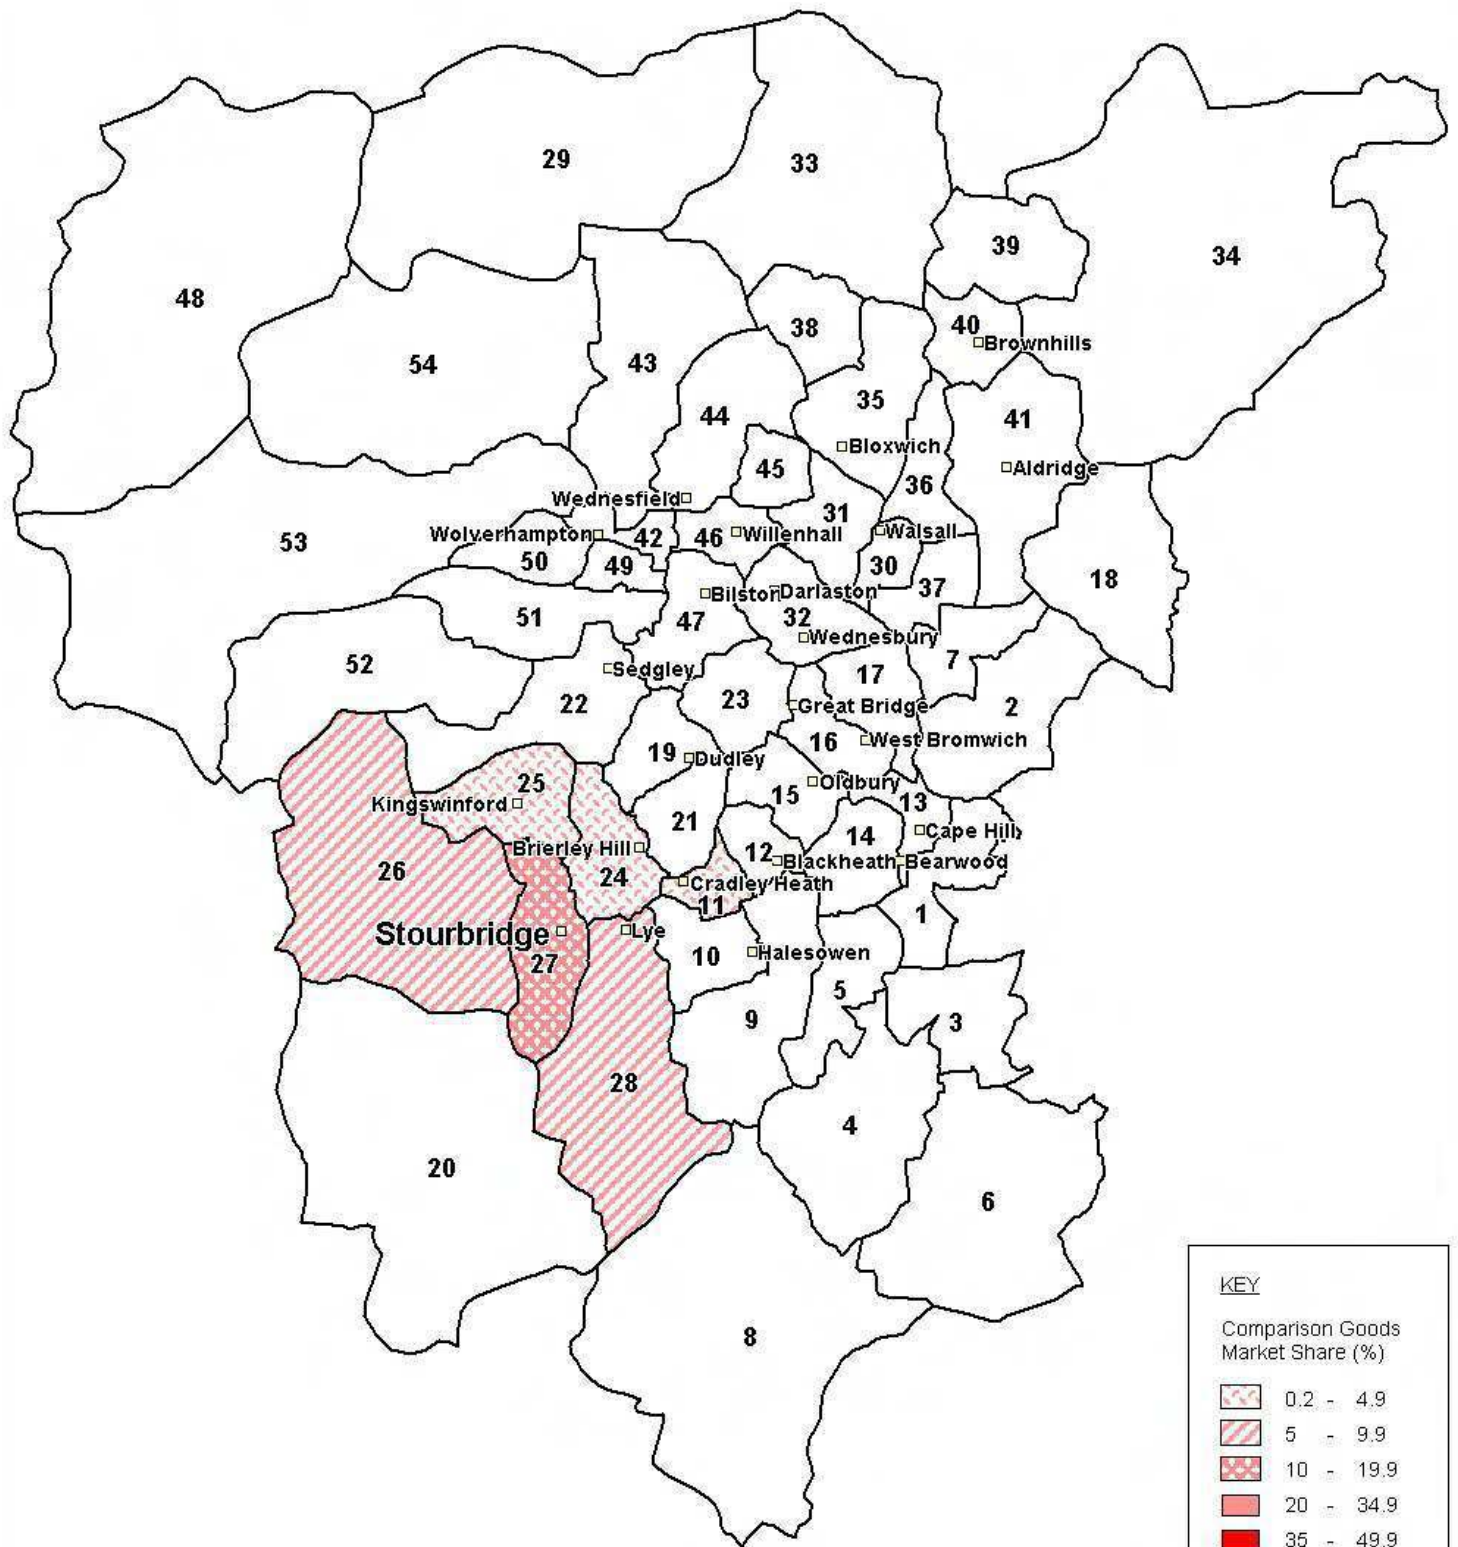 29
33
39
34
48
38
40
Brownhills
54
43
35
44
41
Bloxwich
45
Aldridge
36
Wednesfield
31
Wolverhampton
42
46
Willenhall
Walsall
53
50
49
30
18
37
Bilston
Darlaston
51
47
32
Wednesbury
52
Sedgley
7
17
22
23
Great Bridge
2
16
West Bromwich
19
Dudley
25
Oldbury
15
Kingswinford
13
21
Cape Hill
14
Brierley Hill
12
Blackheath
Bearwood
26
24
Cradley Heath
11
1
Stourbridge
Lye
10
Halesowen
27
5
9
3
28
4
20
6
8
KEY
Comparison Goods
Market Share (%)
0.2 - 4.9
5 - 9.9
10 - 19.9
20 - 34.9
35 - 49.9